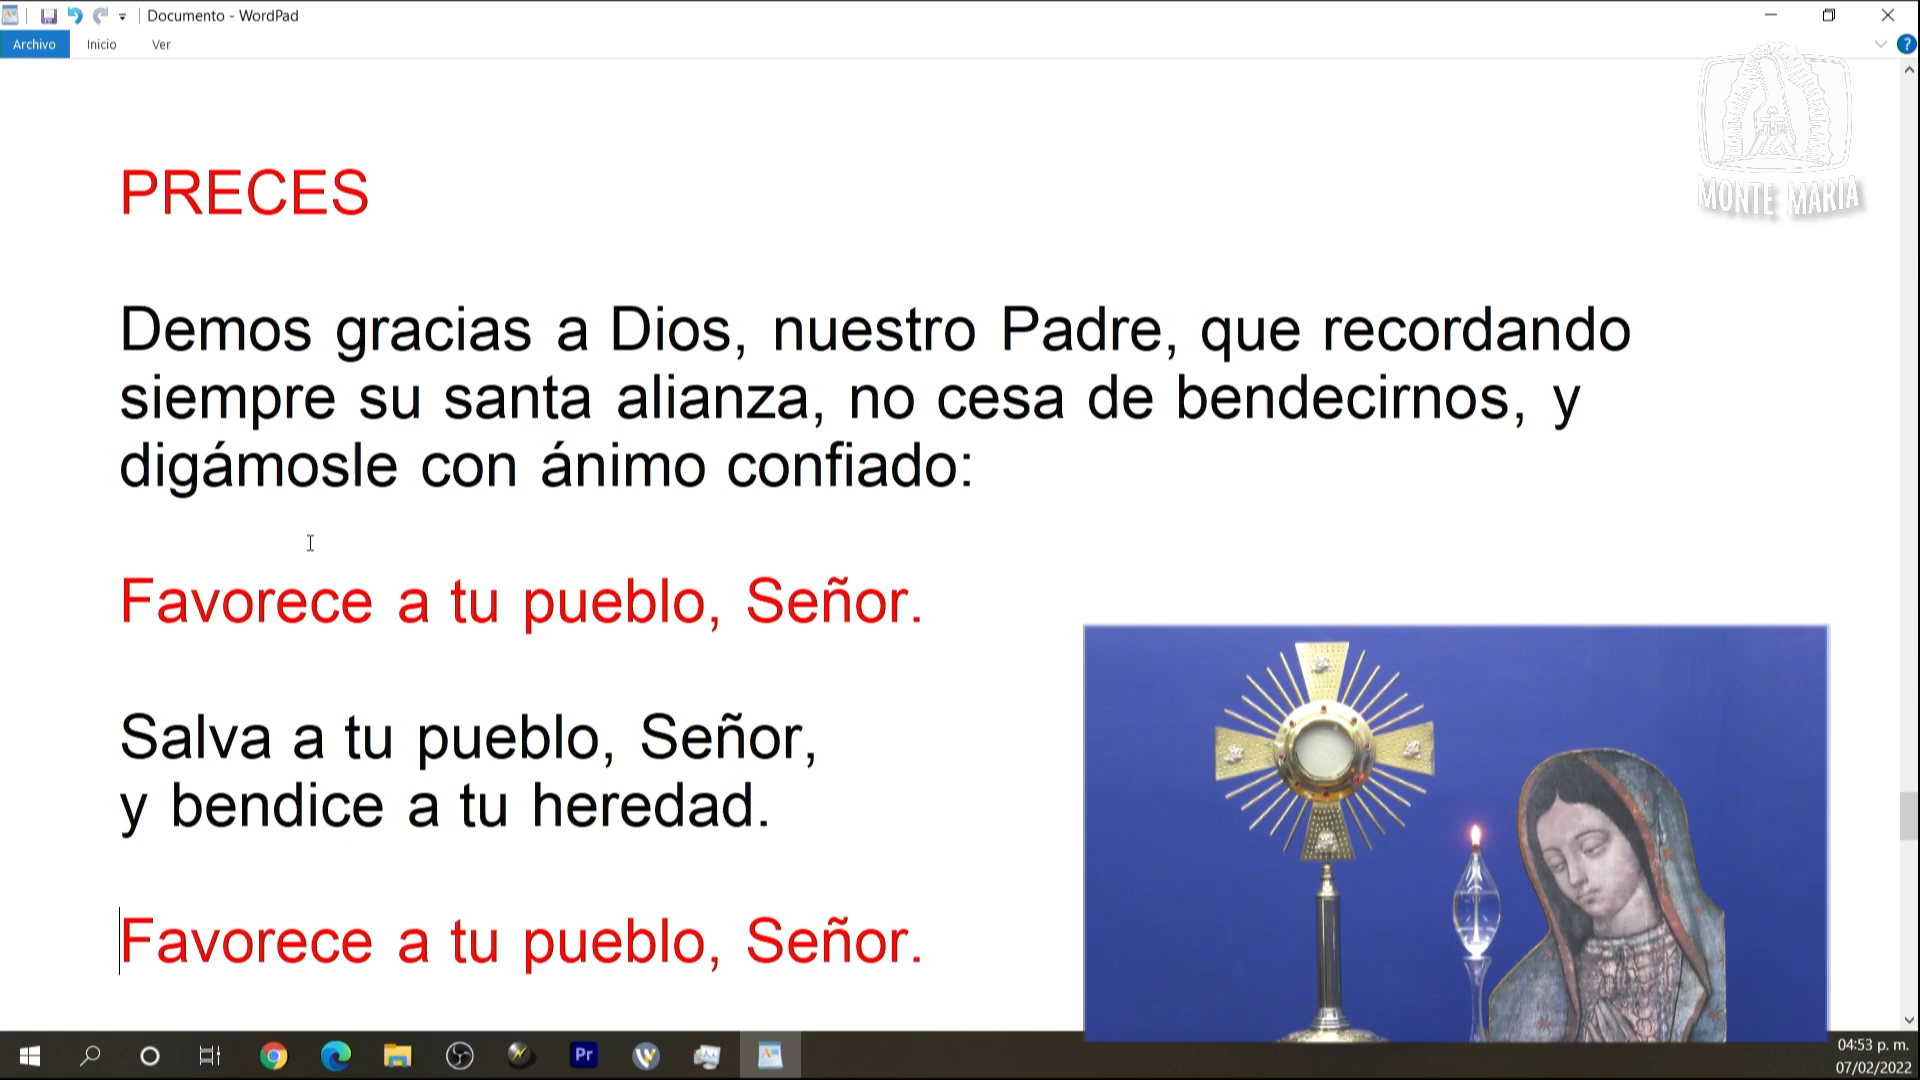 Documento - WordPad
Archivo Inicio Ver
?
MONTE MARÍA
PRECES
Demos gracias a Dios, nuestro Padre, que recordando
siempre su santa alianza, no cesa de bendecirnos, y
digámosle con ánimo confiado:
Favorece a tu pueblo, Señor.
Salva a tu pueblo, Señor,
y bendice a tu heredad.
Favorece a tu pueblo, Señor.
Pr
04:53 p. m.
07/02/2022